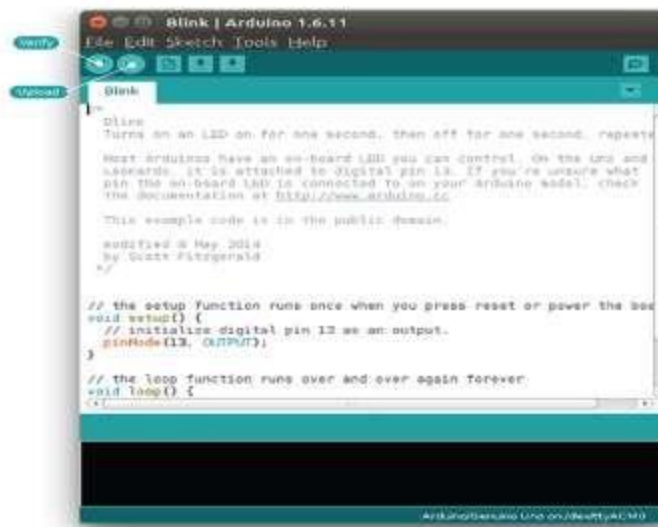 Blink | Arduino 1.6.11
File Edit Sketch Tools Help
Verify
Upload
Blink
/*
Blink
Turns on an LED on for one second, then off for one second, repeate
Most Arduinos have an on-board LED you can control. On the Uno and
Leonardo, it is attached to digital pin 13. If you're unsure what
pin the on-board LED is connected to on your Arduino model, check
the documentation at http://www.arduino.cc
This example code is in the public domain.
modified 8 May 2014
by Scott Fitzgerald
*/
// the setup function runs once when you press reset or power the boa
void setup() {
// initialize digital pin 13 as an output.
pinMode(13, OUTPUT);
}
// the loop function runs over and over again forever
void loop() {
Arduino/Genuino Uno on /dev/ttyACM0